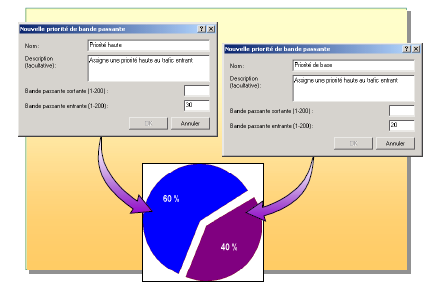 Nouvelle priorité de bande passante
Nom:
Priorité haute
Description
(facultative):
Assigne une priorité haute au trafic entrant
Bande passante sortante (1-200) :
Bande passante entrante (1-200):
30
OK
Annuler
Nouvelle priorité de bande passante
Nom:
Priorité de base
Description
(facultative):
Assigne une priorité haute au trafic entrant
Bande passante sortante (1-200) :
Bande passante entrante (1-200):
20
OK
Annuler
60 %
40 %